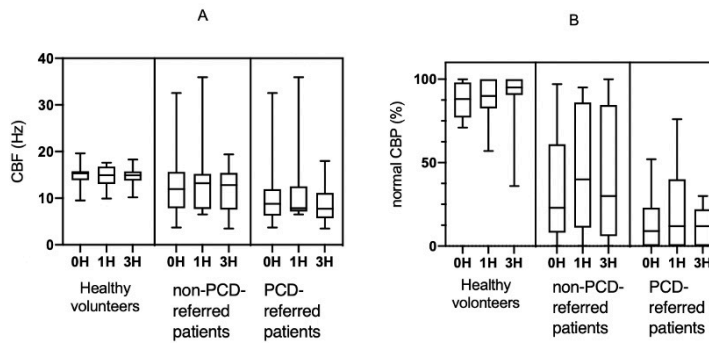 A
CBF (Hz)
40
30
20
10
0
0H 1H 3H
0H 1H 3H
0H 1H 3H
Healthy
volunteers
non-PCD-
referred
patients
PCD-
referred
patients
B
normal CBP (%)
100
50
0
0H 1H 3H
0H 1H 3H
0H 1H 3H
Healthy
volonteers
non-PCD-
referred
patients
PCD-
referred
patients